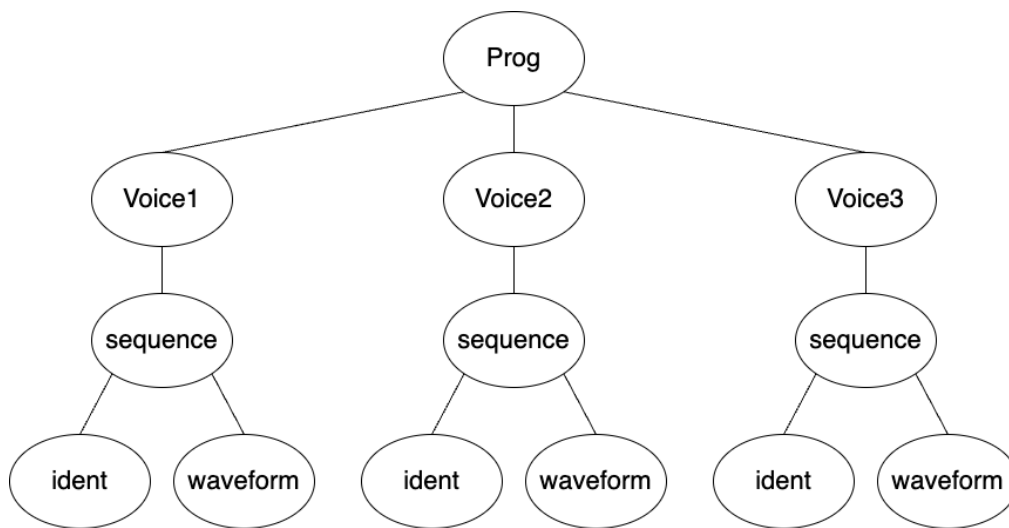 Prog
Voice1 Voice2 Voice3
sequence sequence sequence
ident waveform ident waveform ident waveform